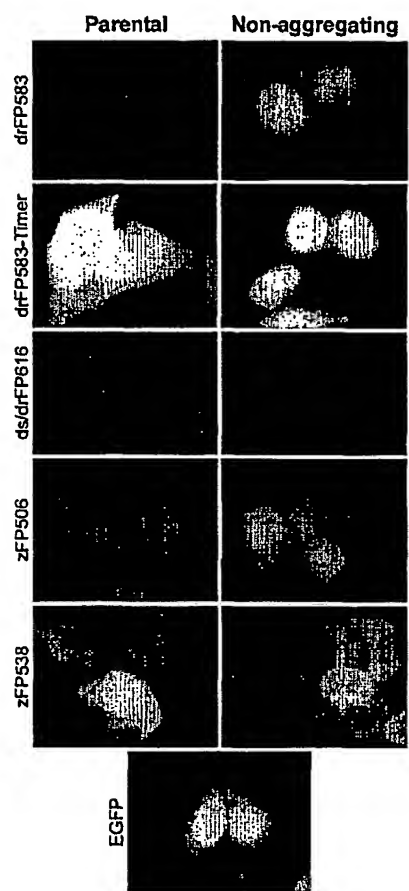 Parental Non-aggregating
drFP583
drFP583-Timer
ds/drFP616
zFP506
zFP538
EGFP